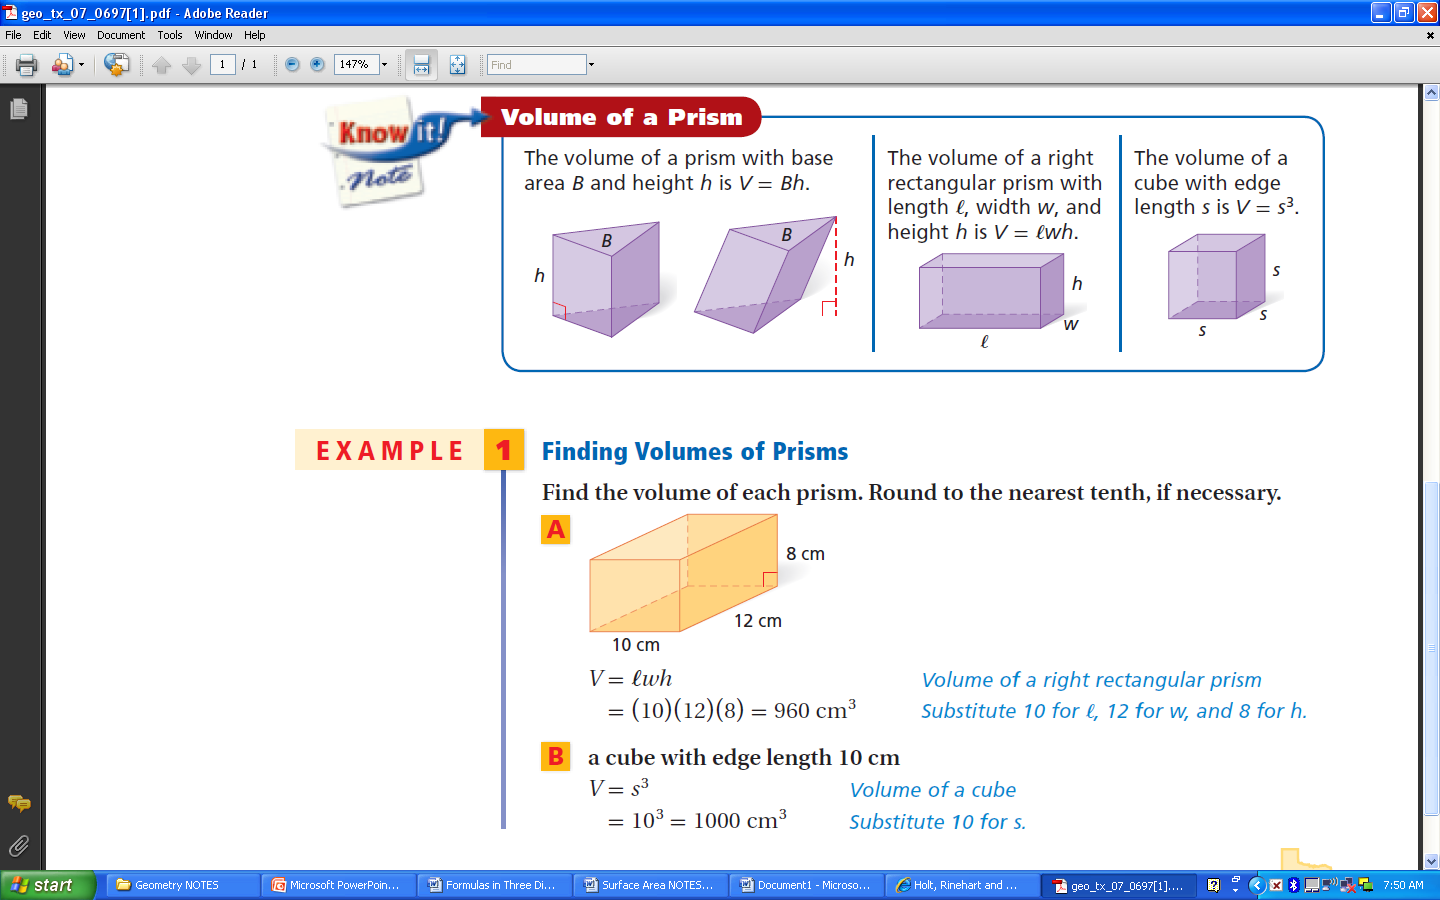 geo_tx_07_0697[1].pdf - Adobe Reader
File Edit View Document Tools Window Help
1 / 1 147% Find
Know it!
Note
Volume of a Prism
The volume of a prism with base
area B and height h is V = Bh.
B
h
B
h
The volume of a right
rectangular prism with
length ℓ, width w, and
height h is V = ℓwh.
h
w
ℓ
The volume of a
cube with edge
length s is V = s³.
s
s
s
EXAMPLE 1 Finding Volumes of Prisms
Find the volume of each prism. Round to the nearest tenth, if necessary.
A
8 cm
12 cm
10 cm
V = ℓwh Volume of a right rectangular prism
= (10)(12)(8) = 960 cm³ Substitute 10 for ℓ, 12 for w, and 8 for h.
B a cube with edge length 10 cm
V = s³ Volume of a cube
= 10³ = 1000 cm³ Substitute 10 for s.
start Geometry NOTES Microsoft PowerPoin... Formulas in Three Di... Surface Area NOTES... Document1 - Microso... Holt, Rinehart and ... geo_tx_07_0697[1].... 7:50 AM